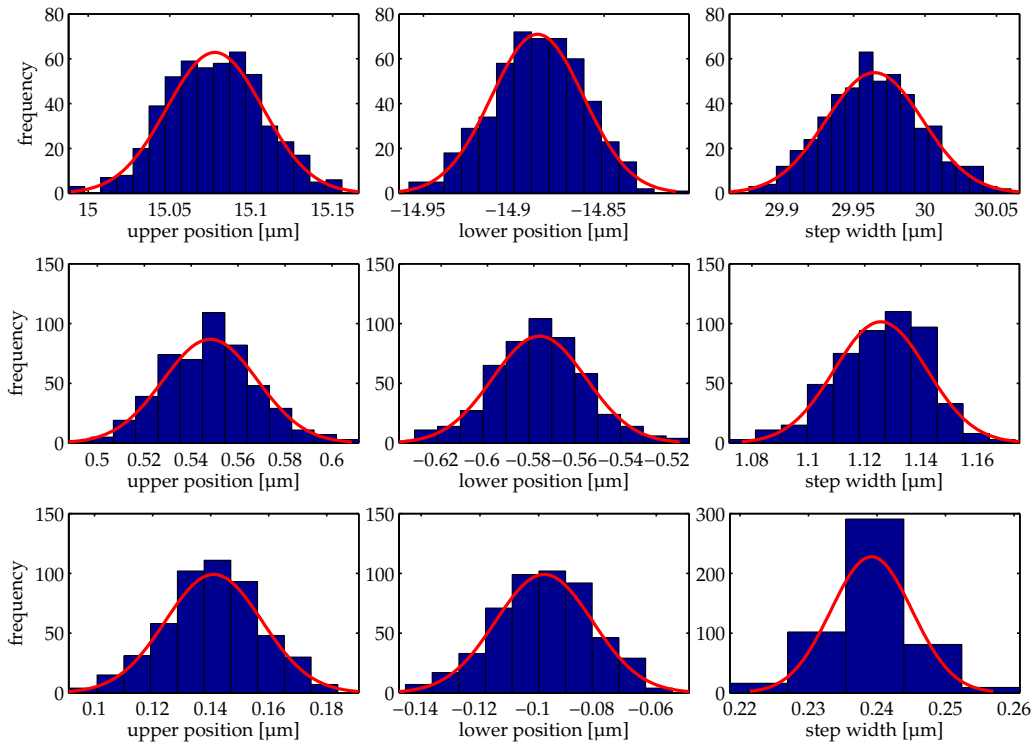 80 80 80
60 60 60
40 40 40
20 20 20
0 0 0
frequency
15 15.05 15.1 15.15
−14.95 −14.9 −14.85
29.9 29.95 30 30.05
upper position [µm] lower position [µm] step width [µm]
150 150 150
100 100 100
50 50 50
0 0 0
frequency
0.5 0.52 0.54 0.56 0.58 0.6
−0.62 −0.6 −0.58 −0.56 −0.54 −0.52
1.08 1.1 1.12 1.14 1.16
upper position [µm] lower position [µm] step width [µm]
150 150 300
100 100 200
50 50 100
0 0 0
frequency
0.1 0.12 0.14 0.16 0.18
−0.14 −0.12 −0.1 −0.08 −0.06
0.22 0.23 0.24 0.25 0.26
upper position [µm] lower position [µm] step width [µm]